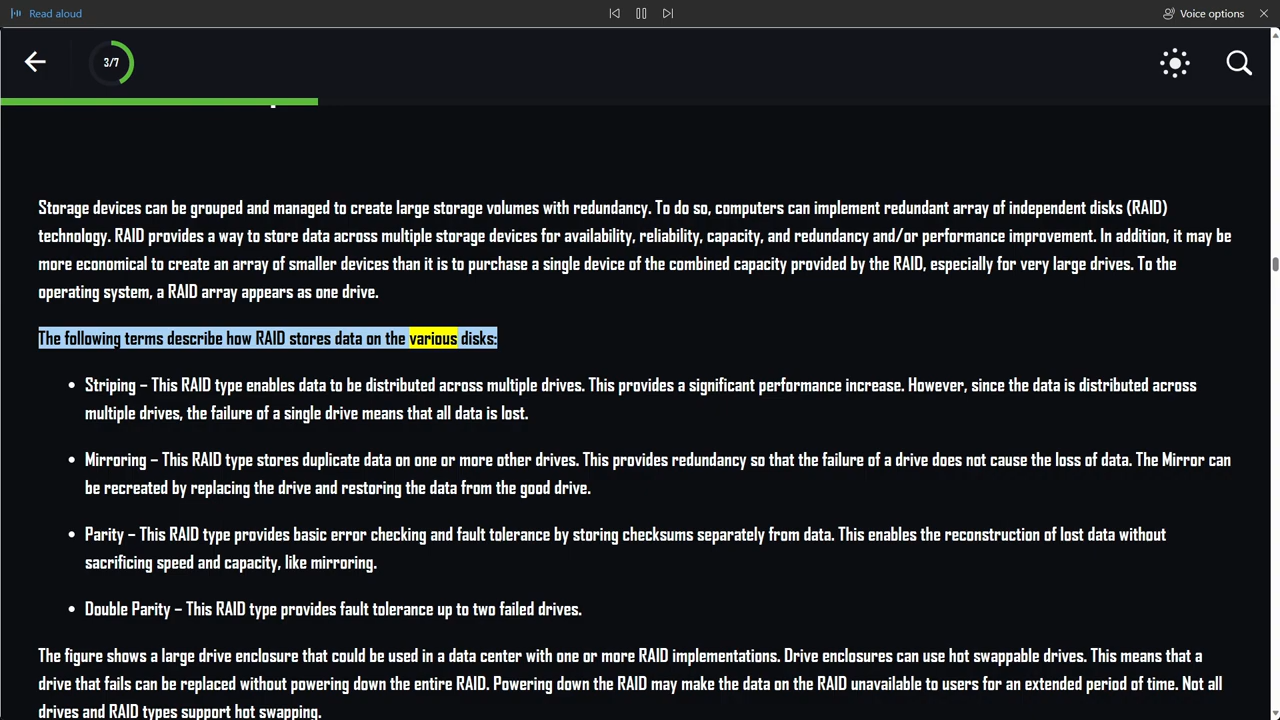 Read aloud
Voice options
3/7
Storage devices can be grouped and managed to create large storage volumes with redundancy. To do so, computers can implement redundant array of independent disks (RAID)
technology. RAID provides a way to store data across multiple storage devices for availability, reliability, capacity, and redundancy and/or performance improvement. In addition, it may be
more economical to create an array of smaller devices than it is to purchase a single device of the combined capacity provided by the RAID, especially for very large drives. To the
operating system, a RAID array appears as one drive.
The following terms describe how RAID stores data on the various disks:
• Striping – This RAID type enables data to be distributed across multiple drives. This provides a significant performance increase. However, since the data is distributed across
multiple drives, the failure of a single drive means that all data is lost.
• Mirroring – This RAID type stores duplicate data on one or more other drives. This provides redundancy so that the failure of a drive does not cause the loss of data. The Mirror can
be recreated by replacing the drive and restoring the data from the good drive.
• Parity – This RAID type provides basic error checking and fault tolerance by storing checksums separately from data. This enables the reconstruction of lost data without
sacrificing speed and capacity, like mirroring.
• Double Parity – This RAID type provides fault tolerance up to two failed drives.
The figure shows a large drive enclosure that could be used in a data center with one or more RAID implementations. Drive enclosures can use hot swappable drives. This means that a
drive that fails can be replaced without powering down the entire RAID. Powering down the RAID may make the data on the RAID unavailable to users for an extended period of time. Not all
drives and RAID types support hot swapping.